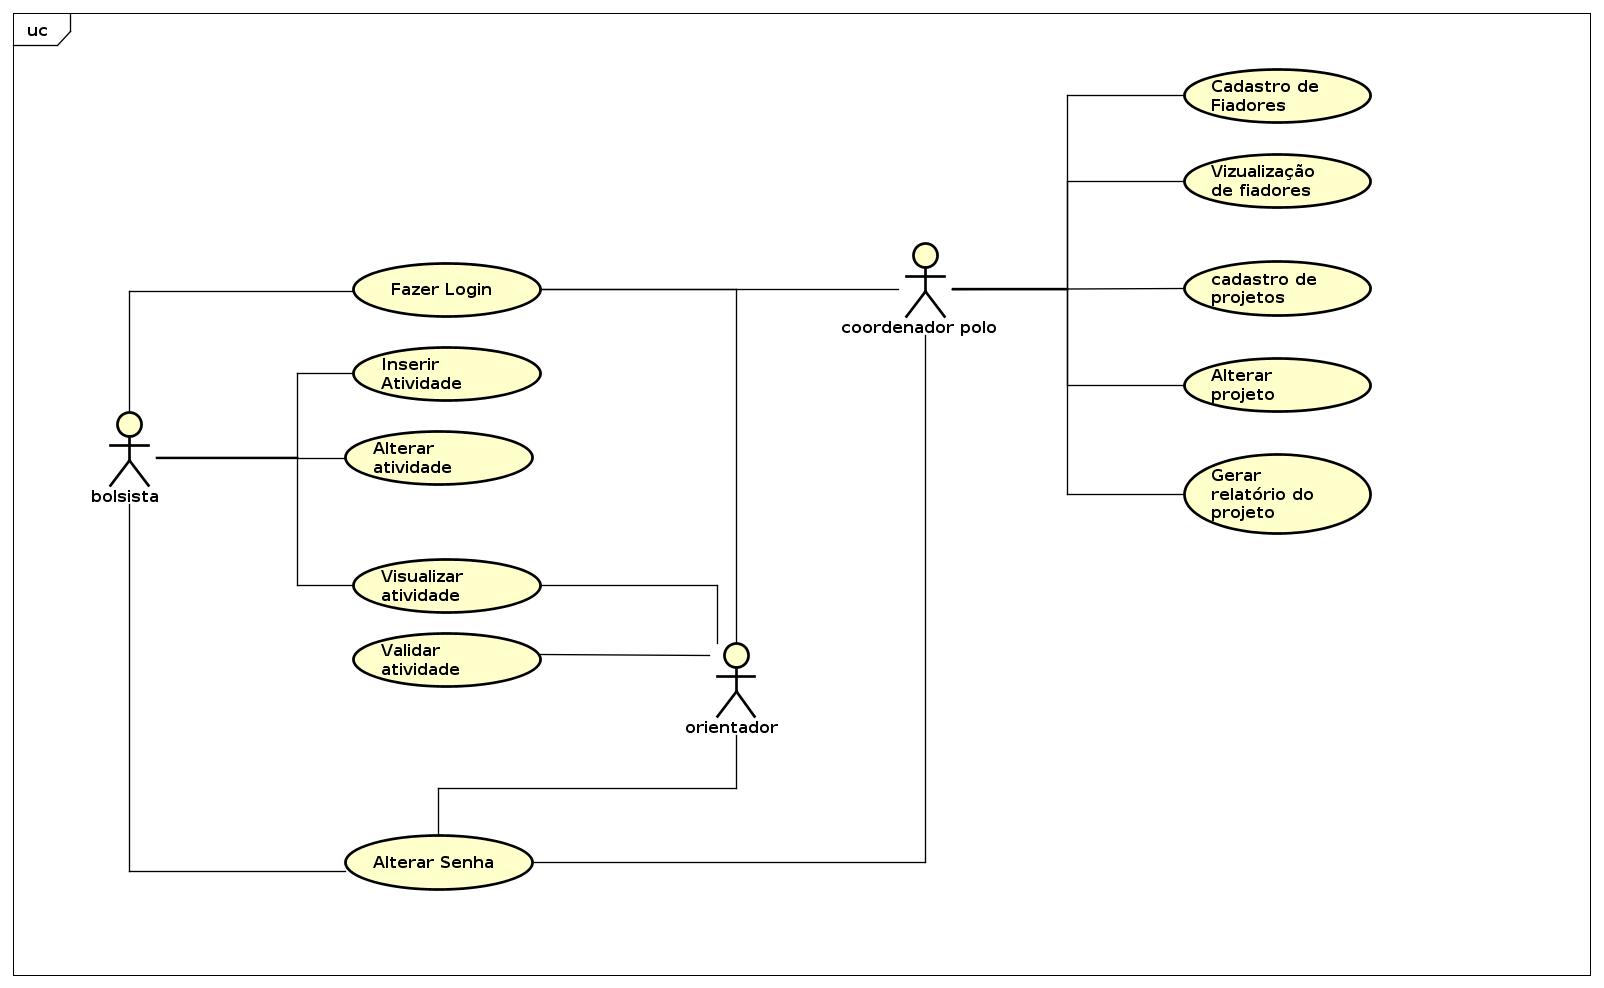 uc
Cadastro de
Fiadores
Vizualização
de fiadores
Fazer Login
cadastro de
projetos
coordenador polo
Inserir
Atividade
Alterar
projeto
Alterar
atividade
bolsista
Gerar
relatório do
projeto
Visualizar
atividade
Validar
atividade
orientador
Alterar Senha